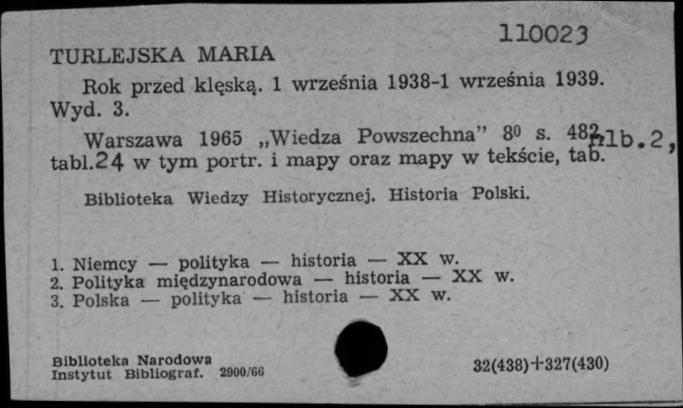 110023
TURLEJSKA MARIA
Rok przed klęską. 1 września 1938-1 września 1939.
Wyd. 3.
Warszawa 1965 „Wiedza Powszechna” 8⁰ s. 482, nlb.2,
tabl.24 w tym portr. i mapy oraz mapy w tekście, tab.
Biblioteka Wiedzy Historycznej. Historia Polski.
1. Niemcy — polityka — historia — XX w.
2. Polityka międzynarodowa — historia — XX w.
3. Polska — polityka — historia — XX w.
Biblioteka Narodowa
Instytut Bibliograf. 2900/66
32(438)+327(430)